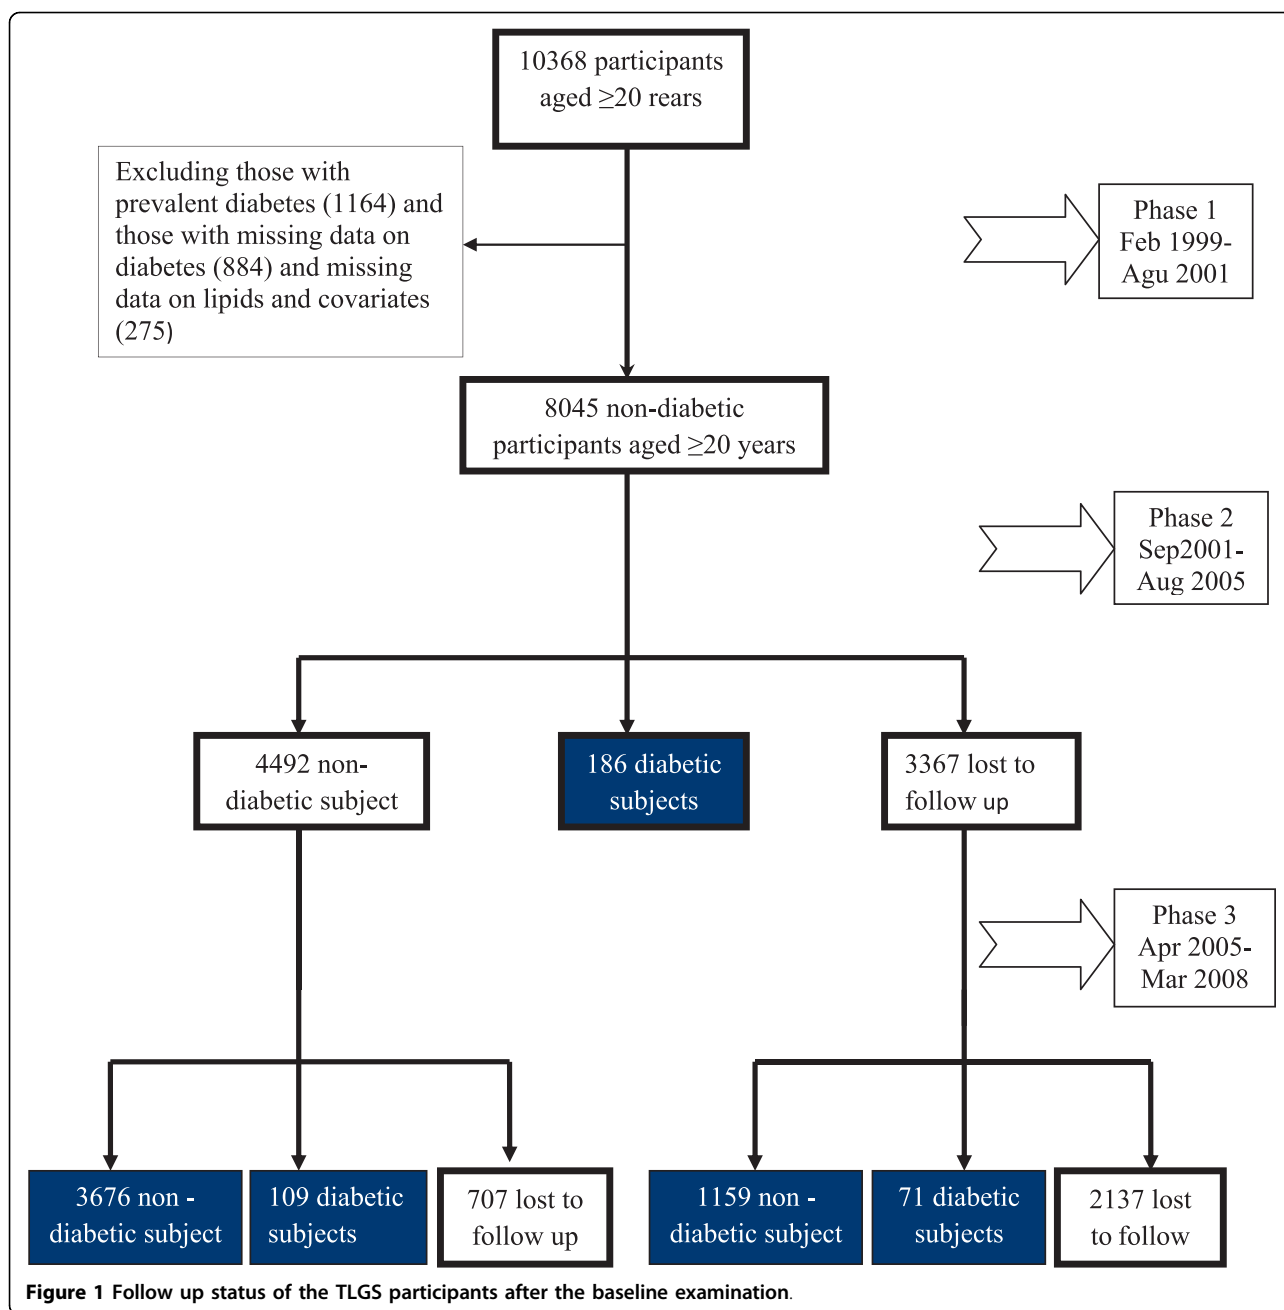 10368 participants
aged ≥20 rears
Excluding those with
prevalent diabetes (1164) and
those with missing data on
diabetes (884) and missing
data on lipids and covariates
(275)
Phase 1
Feb 1999-
Agu 2001
8045 non-diabetic
participants aged ≥20 years
Phase 2
Sep2001-
Aug 2005
4492 non-
diabetic subject
186 diabetic
subjects
3367 lost to
follow up
Phase 3
Apr 2005-
Mar 2008
3676 non -
diabetic subject
109 diabetic
subjects
707 lost to
follow up
1159 non -
diabetic subject
71 diabetic
subjects
2137 lost
to follow
Figure 1 Follow up status of the TLGS participants after the baseline examination.